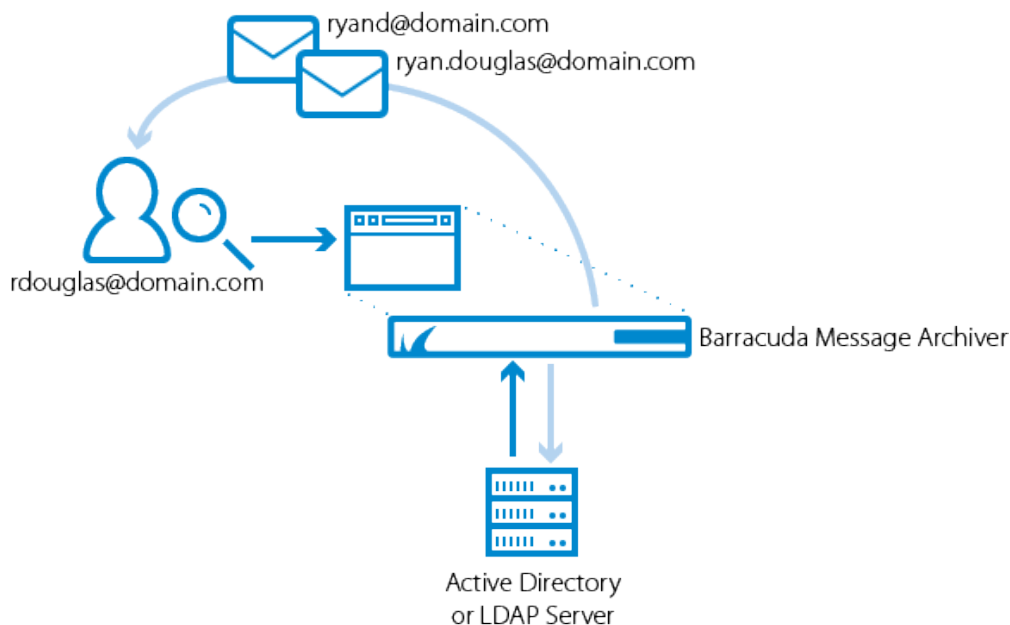 ryand@domain.com
ryan.douglas@domain.com
rdouglas@domain.com
Barracuda Message Archiver
Active Directory
or LDAP Server